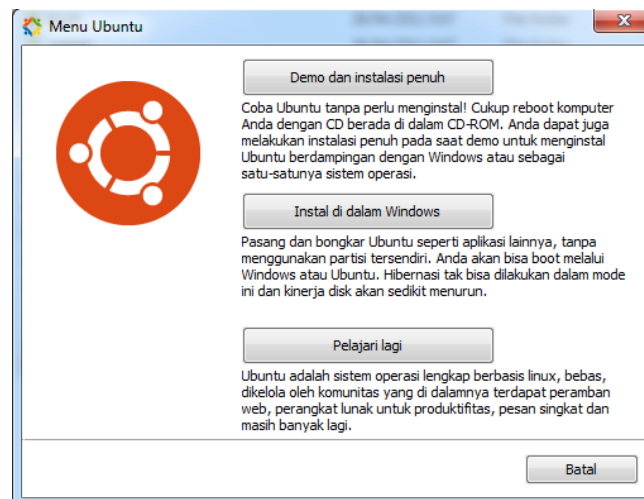 Menu Ubuntu
Demo dan instalasi penuh
Coba Ubuntu tanpa perlu menginstal! Cukup reboot komputer
Anda dengan CD berada di dalam CD-ROM. Anda dapat juga
melakukan instalasi penuh pada saat demo untuk menginstal
Ubuntu berdampingan dengan Windows atau sebagai
satu-satunya sistem operasi.
Instal di dalam Windows
Pasang dan bongkar Ubuntu seperti aplikasi lainnya, tanpa
menggunakan partisi tersendiri. Anda akan bisa boot melalui
Windows atau Ubuntu. Hibernasi tak bisa dilakukan dalam mode
ini dan kinerja disk akan sedikit menurun.
Pelajari lagi
Ubuntu adalah sistem operasi lengkap berbasis linux, bebas,
dikelola oleh komunitas yang di dalamnya terdapat peramban
web, perangkat lunak untuk produktifitas, pesan singkat dan
masih banyak lagi.
Batal